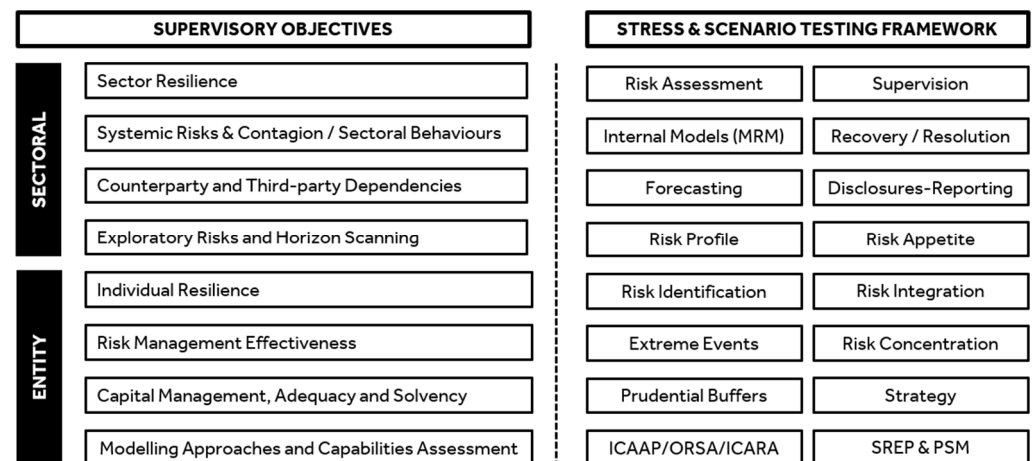 SUPERVISORY OBJECTIVES
SECTORAL
Sector Resilience
Systemic Risks & Contagion / Sectoral Behaviours
Counterparty and Third-party Dependencies
Exploratory Risks and Horizon Scanning
ENTITY
Individual Resilience
Risk Management Effectiveness
Capital Management, Adequacy and Solvency
Modelling Approaches and Capabilities Assessment
STRESS & SCENARIO TESTING FRAMEWORK
Risk Assessment
Supervision
Internal Models (MRM)
Recovery / Resolution
Forecasting
Disclosures-Reporting
Risk Profile
Risk Appetite
Risk Identification
Risk Integration
Extreme Events
Risk Concentration
Prudential Buffers
Strategy
ICAAP/ORSA/ICARA
SREP & PSM